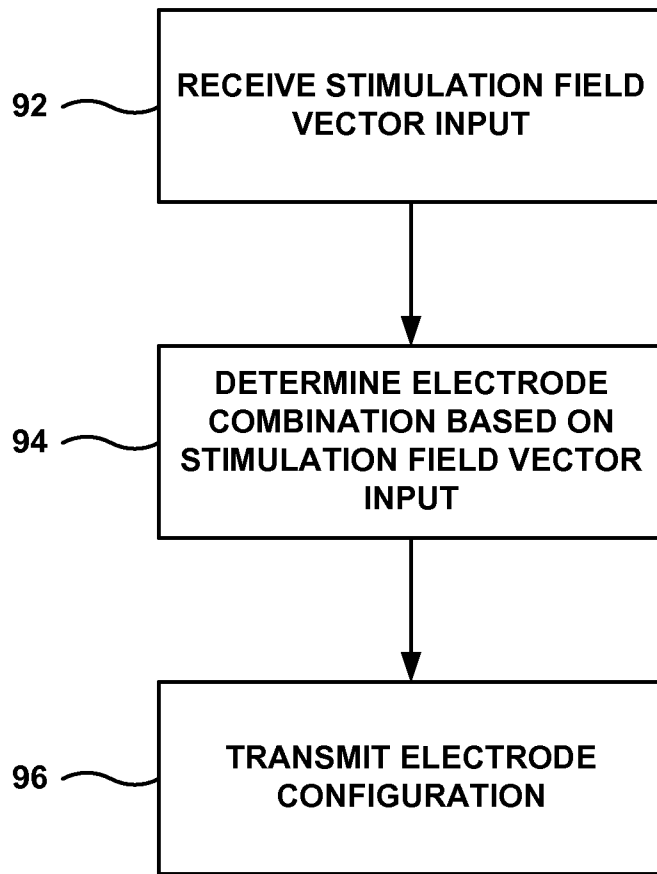 92
RECEIVE STIMULATION FIELD
VECTOR INPUT
94
DETERMINE ELECTRODE
COMBINATION BASED ON
STIMULATION FIELD VECTOR
INPUT
96
TRANSMIT ELECTRODE
CONFIGURATION